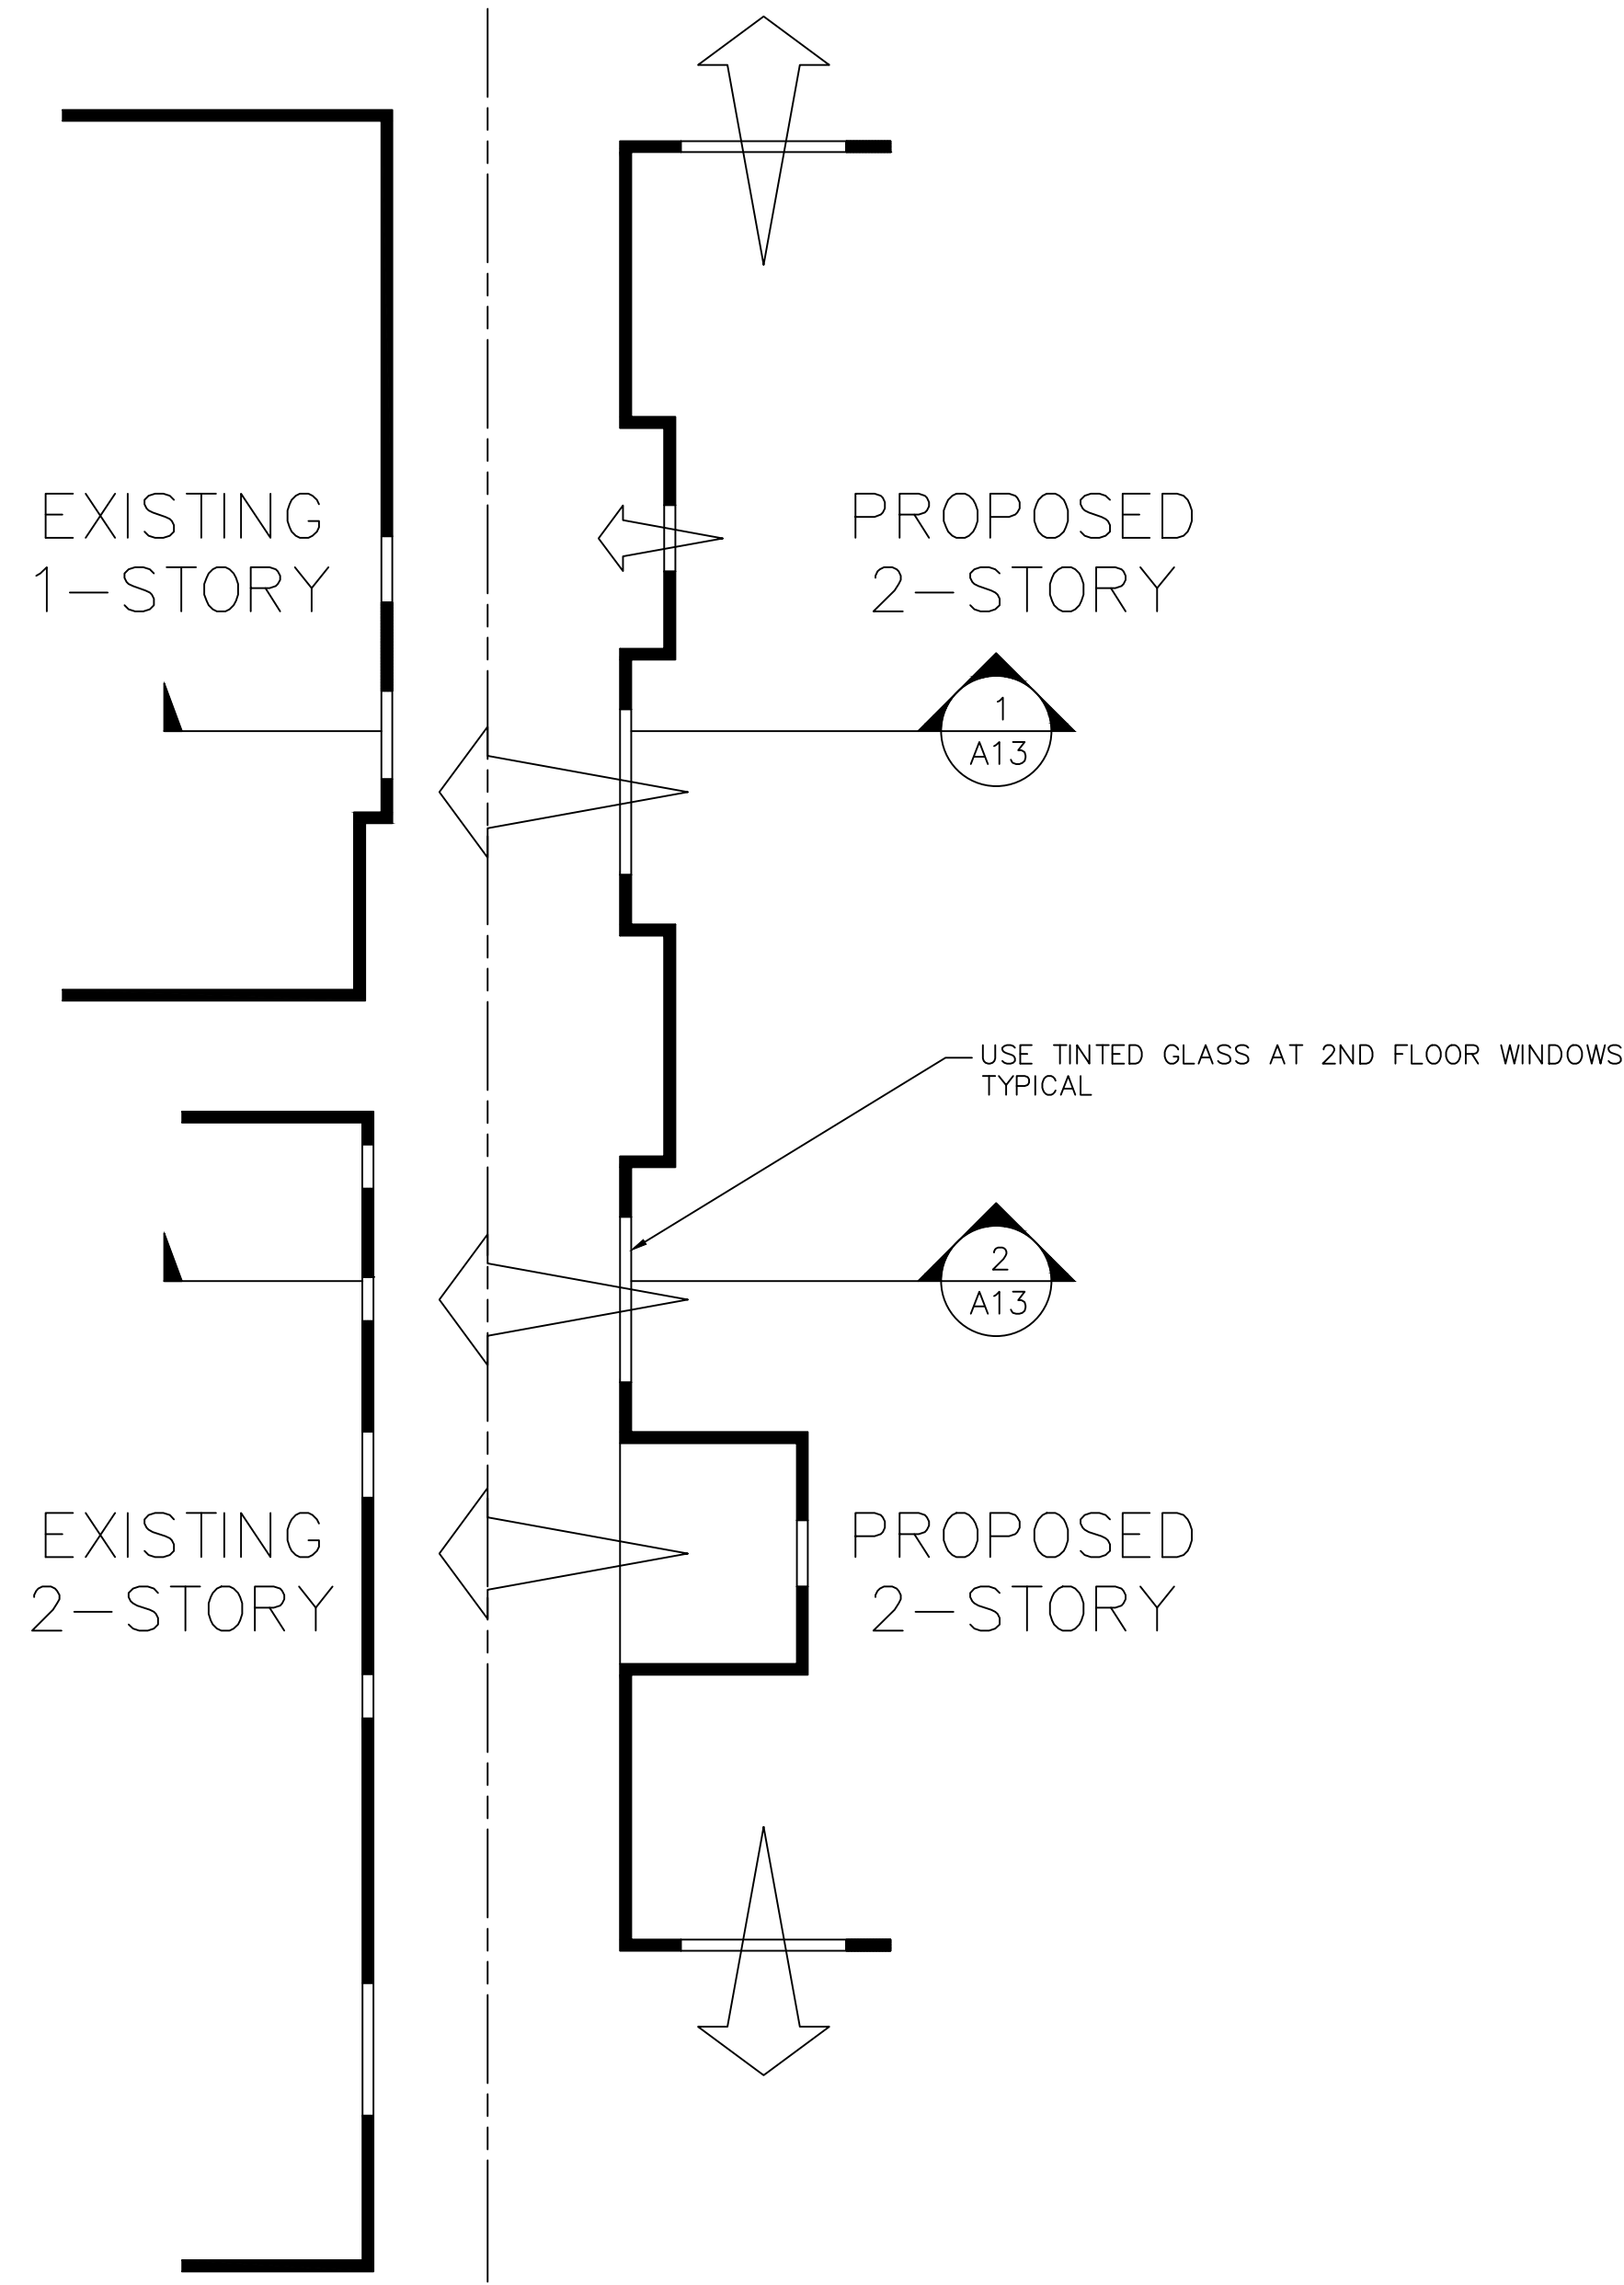 EXISTING
1-STORY
PROPOSED
2-STORY
1
A13
USE TINTED GLASS AT 2ND FLOOR WINDOWS
TYPICAL
2
A13
EXISTING
2-STORY
PROPOSED
2-STORY